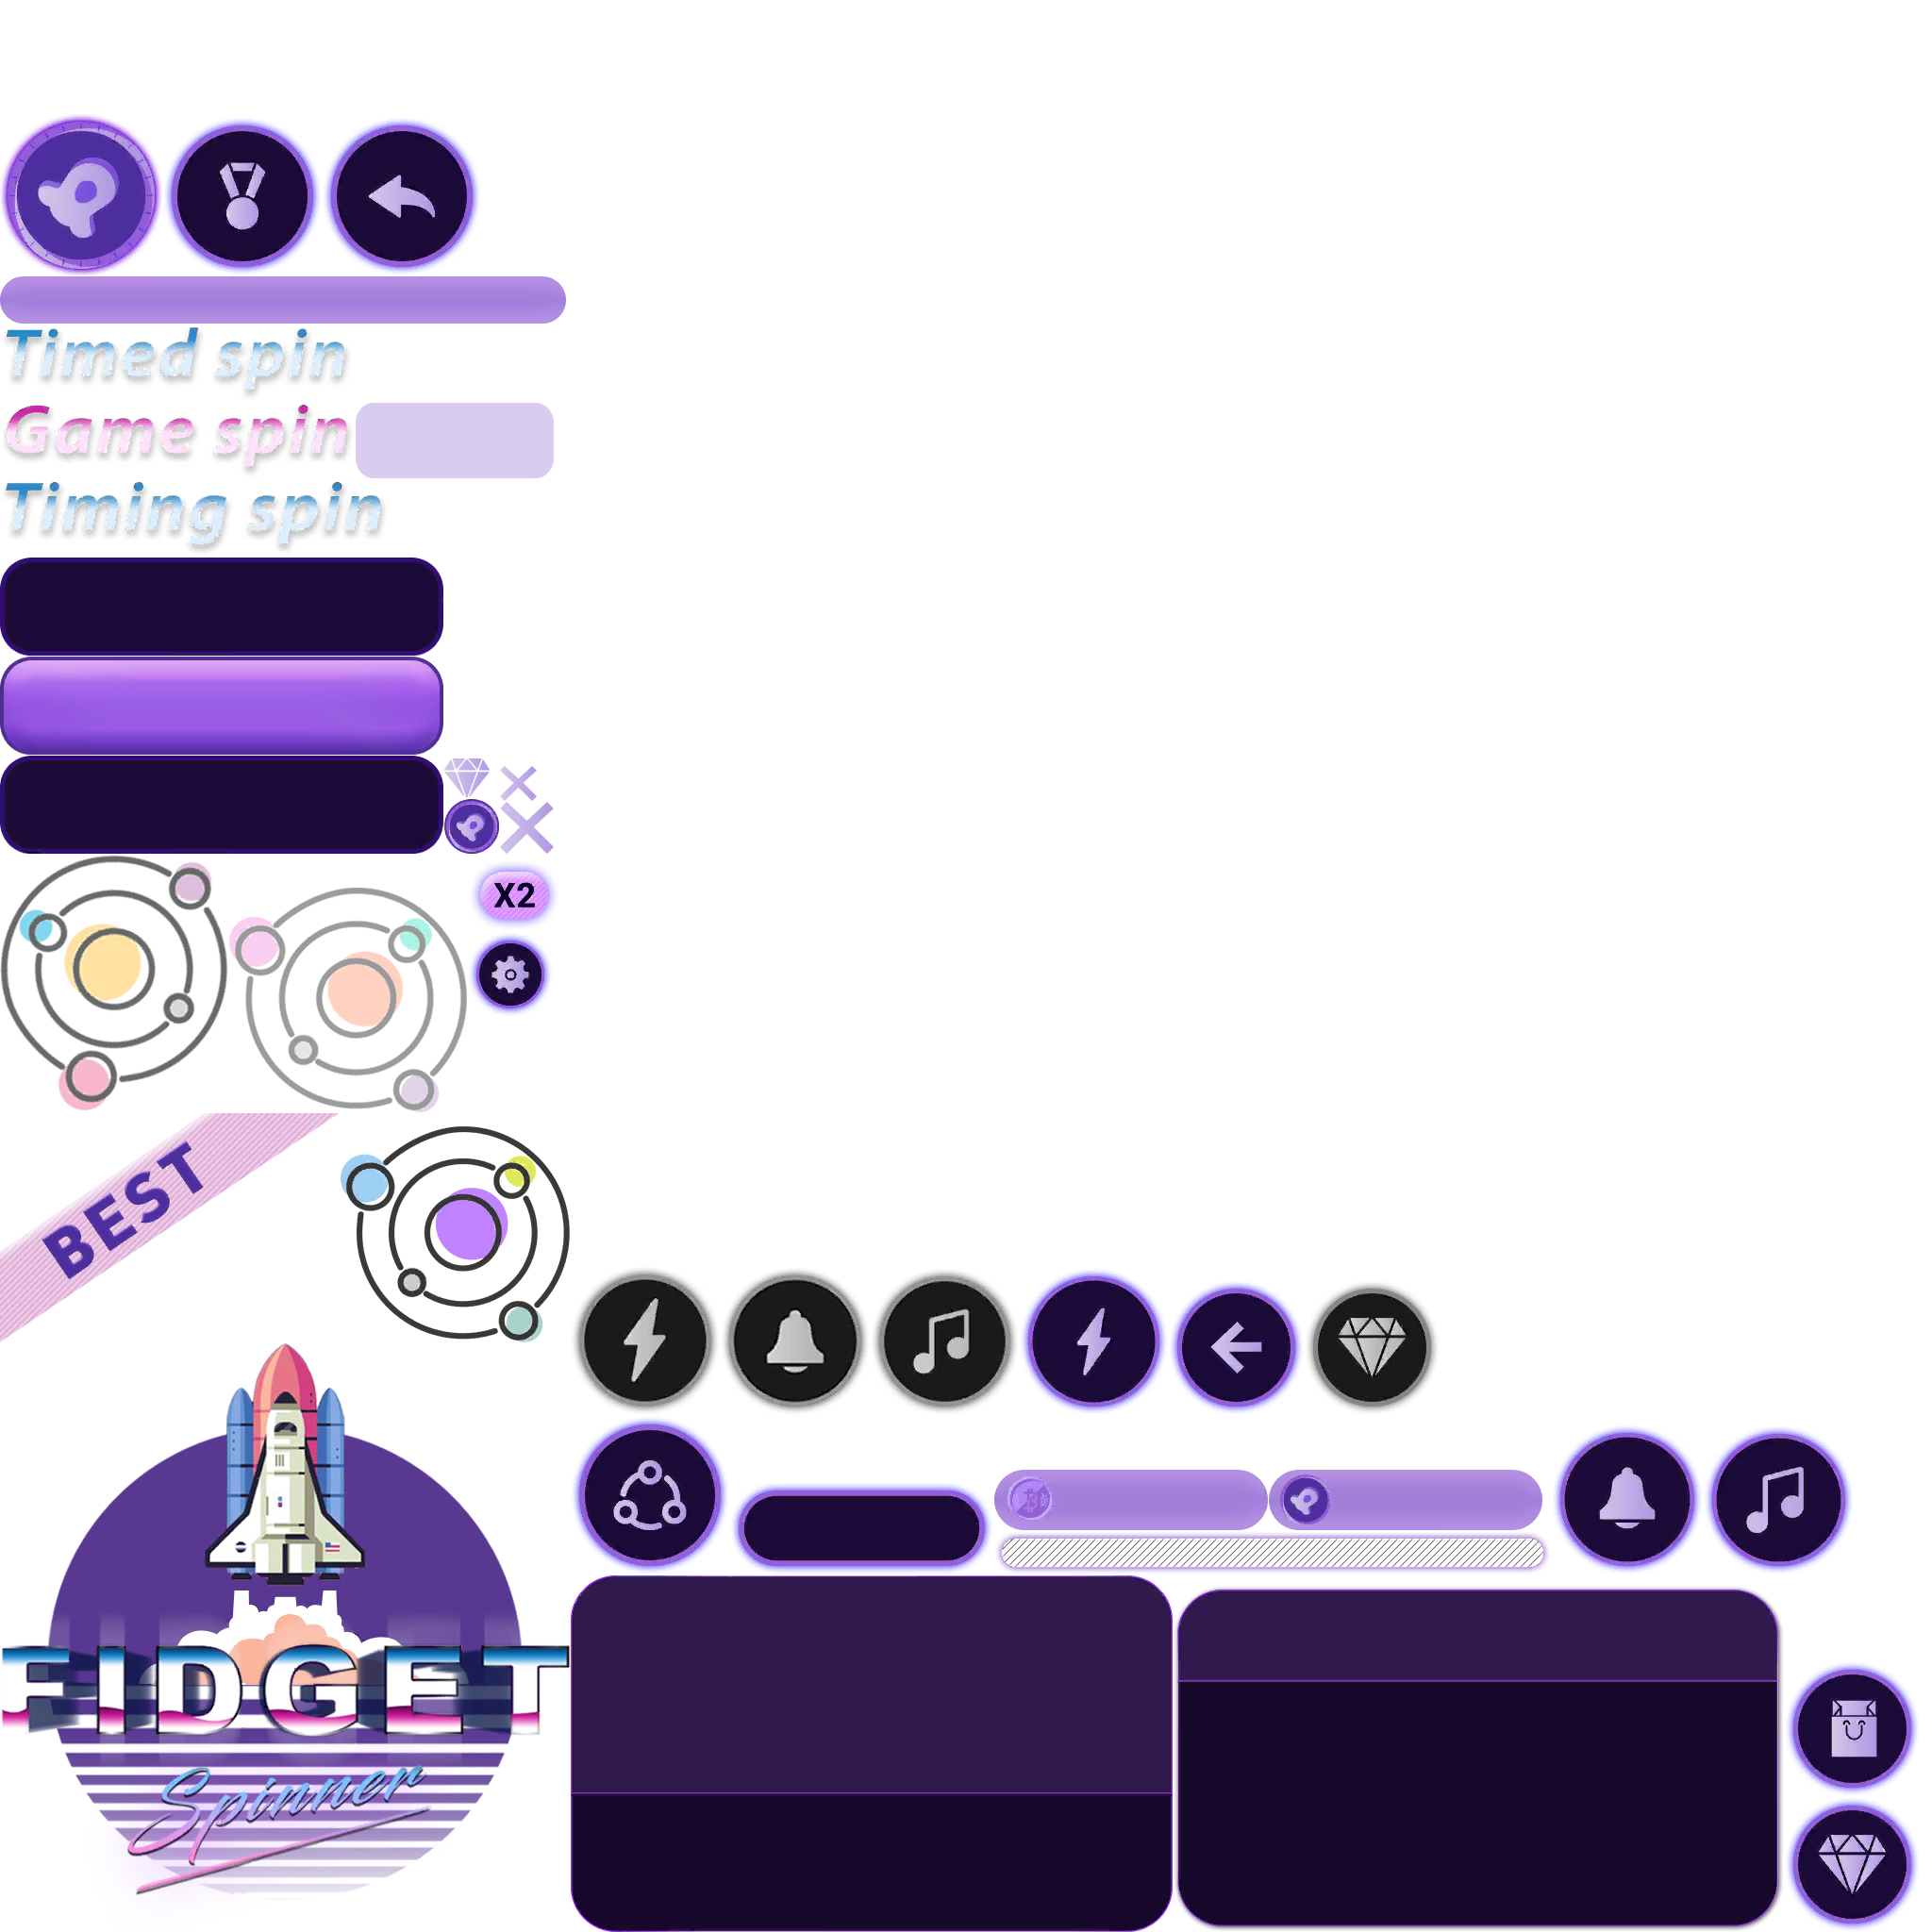 Timed spin
Game spin
Timing spin
X2
BEST
FIDGET
Spinner